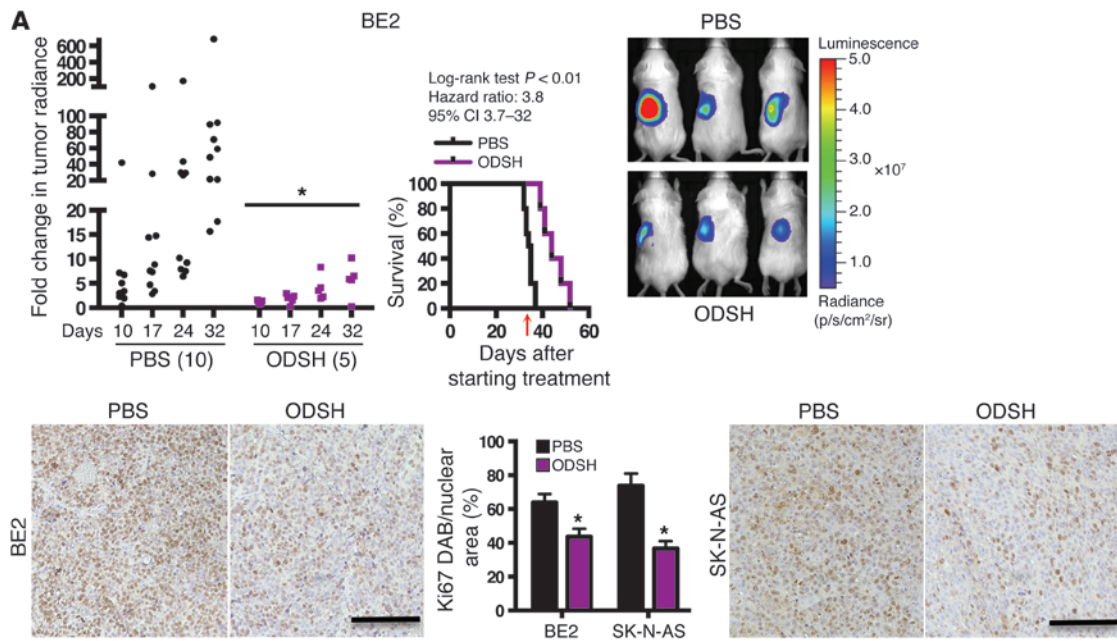 A
BE2
PBS
Fold change in tumor radiance
600
400
200
100
80
60
40
20
20
15
10
5
0
*
Days 10 17 24 32 10 17 24 32
PBS (10) ODSH (5)
Log-rank test P < 0.01
Hazard ratio: 3.8
95% CI 3.7–32
PBS
ODSH
Survival (%)
100
80
60
40
20
0
0 20 40 60
Days after
starting treatment
Luminescence
5.0
4.0
3.0
×10⁷
2.0
1.0
Radiance
(p/s/cm²/sr)
ODSH
PBS ODSH
BE2
Ki67 DAB/nuclear
area (%)
100
80
60
40
20
0
PBS
ODSH
* *
BE2 SK-N-AS
PBS ODSH
SK-N-AS